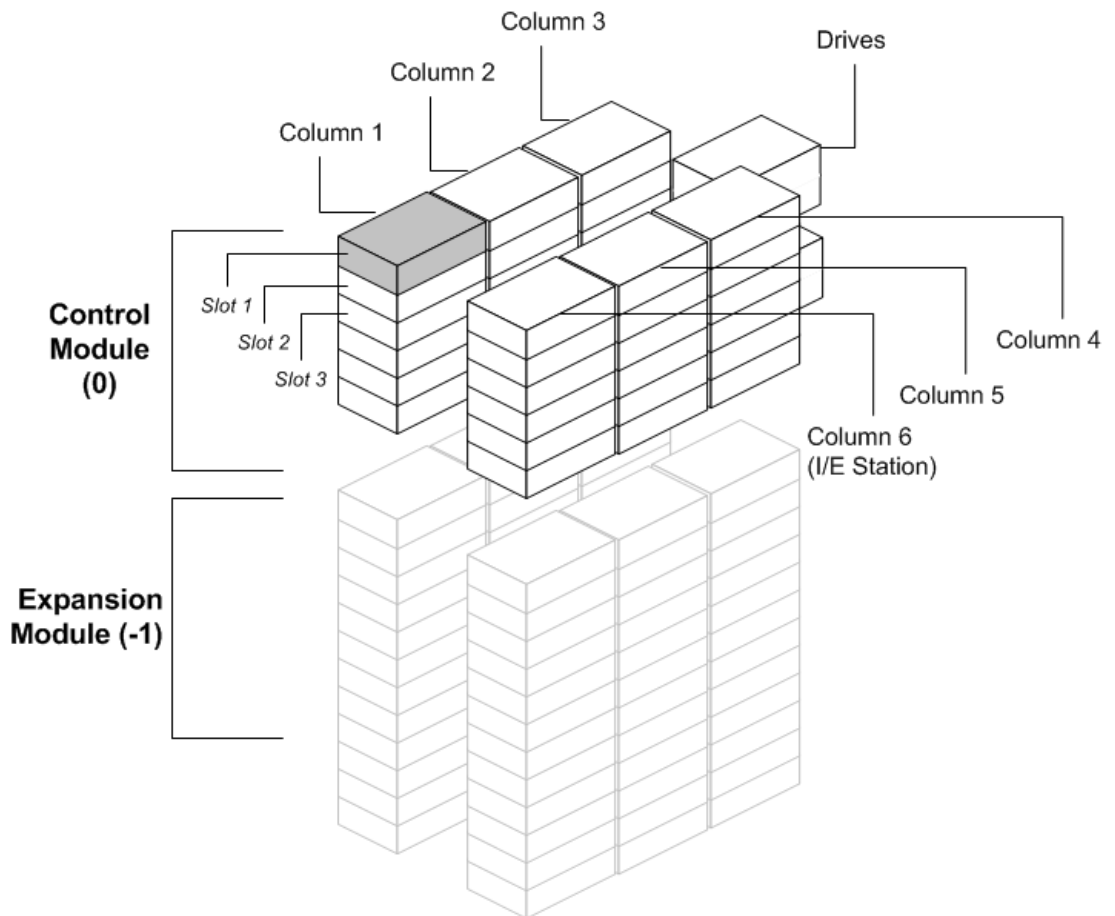 Column 3
Drives
Column 2
Column 1
Slot 1
Control
Module
(0)
Slot 2
Slot 3
Column 4
Column 5
Column 6
(I/E Station)
Expansion
Module (-1)